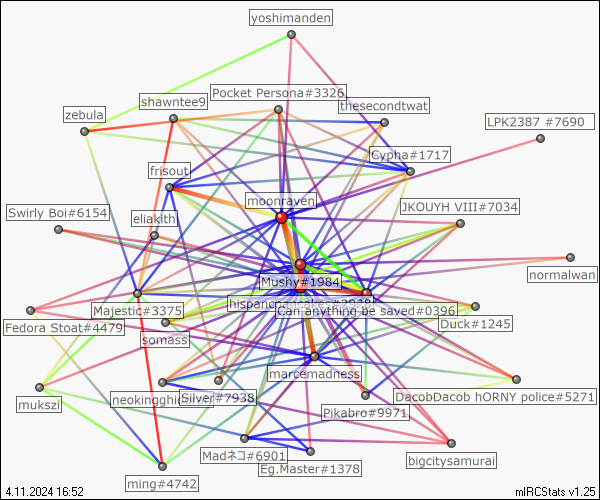 yoshimanden
Pocket Persona#3326
shawntee9
thesecondtwat
zebula
LPK2387 #7690
Cypha#1717
frisout
moonraven
Swirly Boi#6154
eliakith
JKOUYH VIII#7034
Mushy#1984
normalwan
Majestic#3375
Can anything be saved#0396
Fedora Stoat#4479
somass
Duck#1245
marcemadness
mukszi
Silver#7938
DacobDacob hORNY police#5271
Pikabro#9971
Madネコ#6901
bigcitysamurai
Eg.Master#1378
ming#4742
4.11.2024 16:52
mIRCStats v1.25